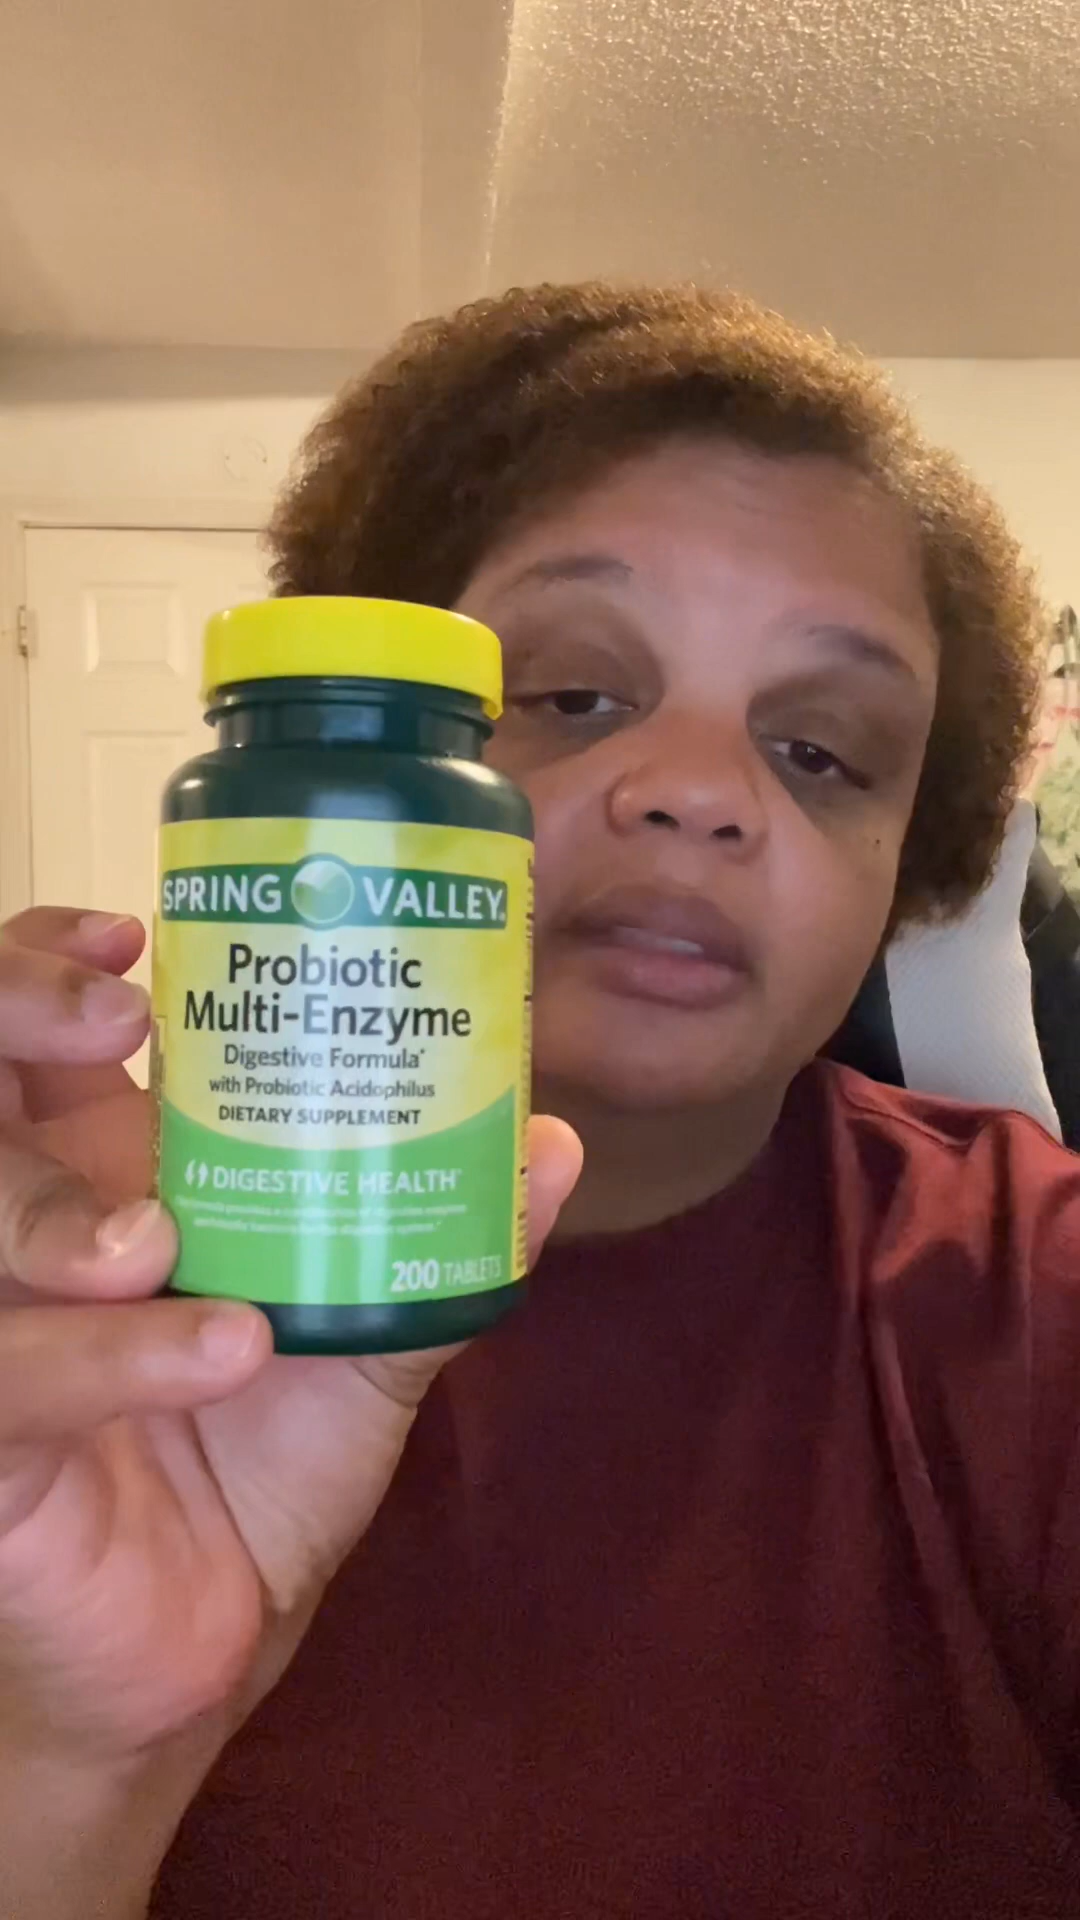 SPRING VALLEY
Probiotic
Multi-Enzyme
Digestive Formula*
with Probiotic Acidophilus
DIETARY SUPPLEMENT
DIGESTIVE HEALTH*
200 TABLETS